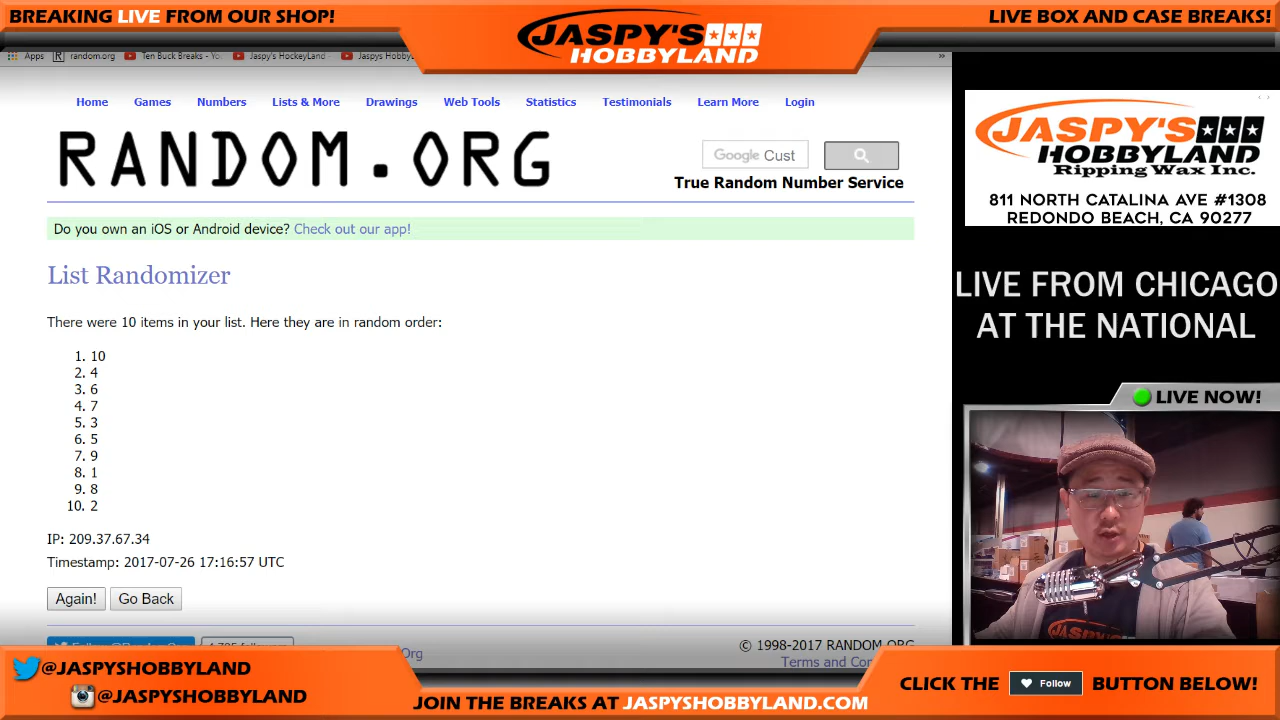 BREAKING LIVE FROM OUR SHOP!
JASPY'S
HOBBYLAND
LIVE BOX AND CASE BREAKS!
Apps random.org Ten Buck Breaks - Yo Jaspy's HockeyLand Jaspys Hobby »
Home Games Numbers Lists & More Drawings Web Tools Statistics Testimonials Learn More Login
RANDOM.ORG
Google Cust
True Random Number Service
Do you own an iOS or Android device? Check out our app!
List Randomizer
There were 10 items in your list. Here they are in random order:
1. 10
2. 4
3. 6
4. 7
5. 3
6. 5
7. 9
8. 1
9. 8
10. 2
IP: 209.37.67.34
Timestamp: 2017-07-26 17:16:57 UTC
Again! Go Back
© 1998-2017 RANDOM.ORG
Org
Terms and
JASPY'S
HOBBYLAND
Ripping Wax Inc.
811 NORTH CATALINA AVE #1308
REDONDO BEACH, CA 90277
LIVE FROM CHICAGO
AT THE NATIONAL
LIVE NOW!
JASPY'S
@JASPYSHOBBYLAND
@JASPYSHOBBYLAND
JOIN THE BREAKS AT JASPYSHOBBYLAND.COM
CLICK THE Follow BUTTON BELOW!